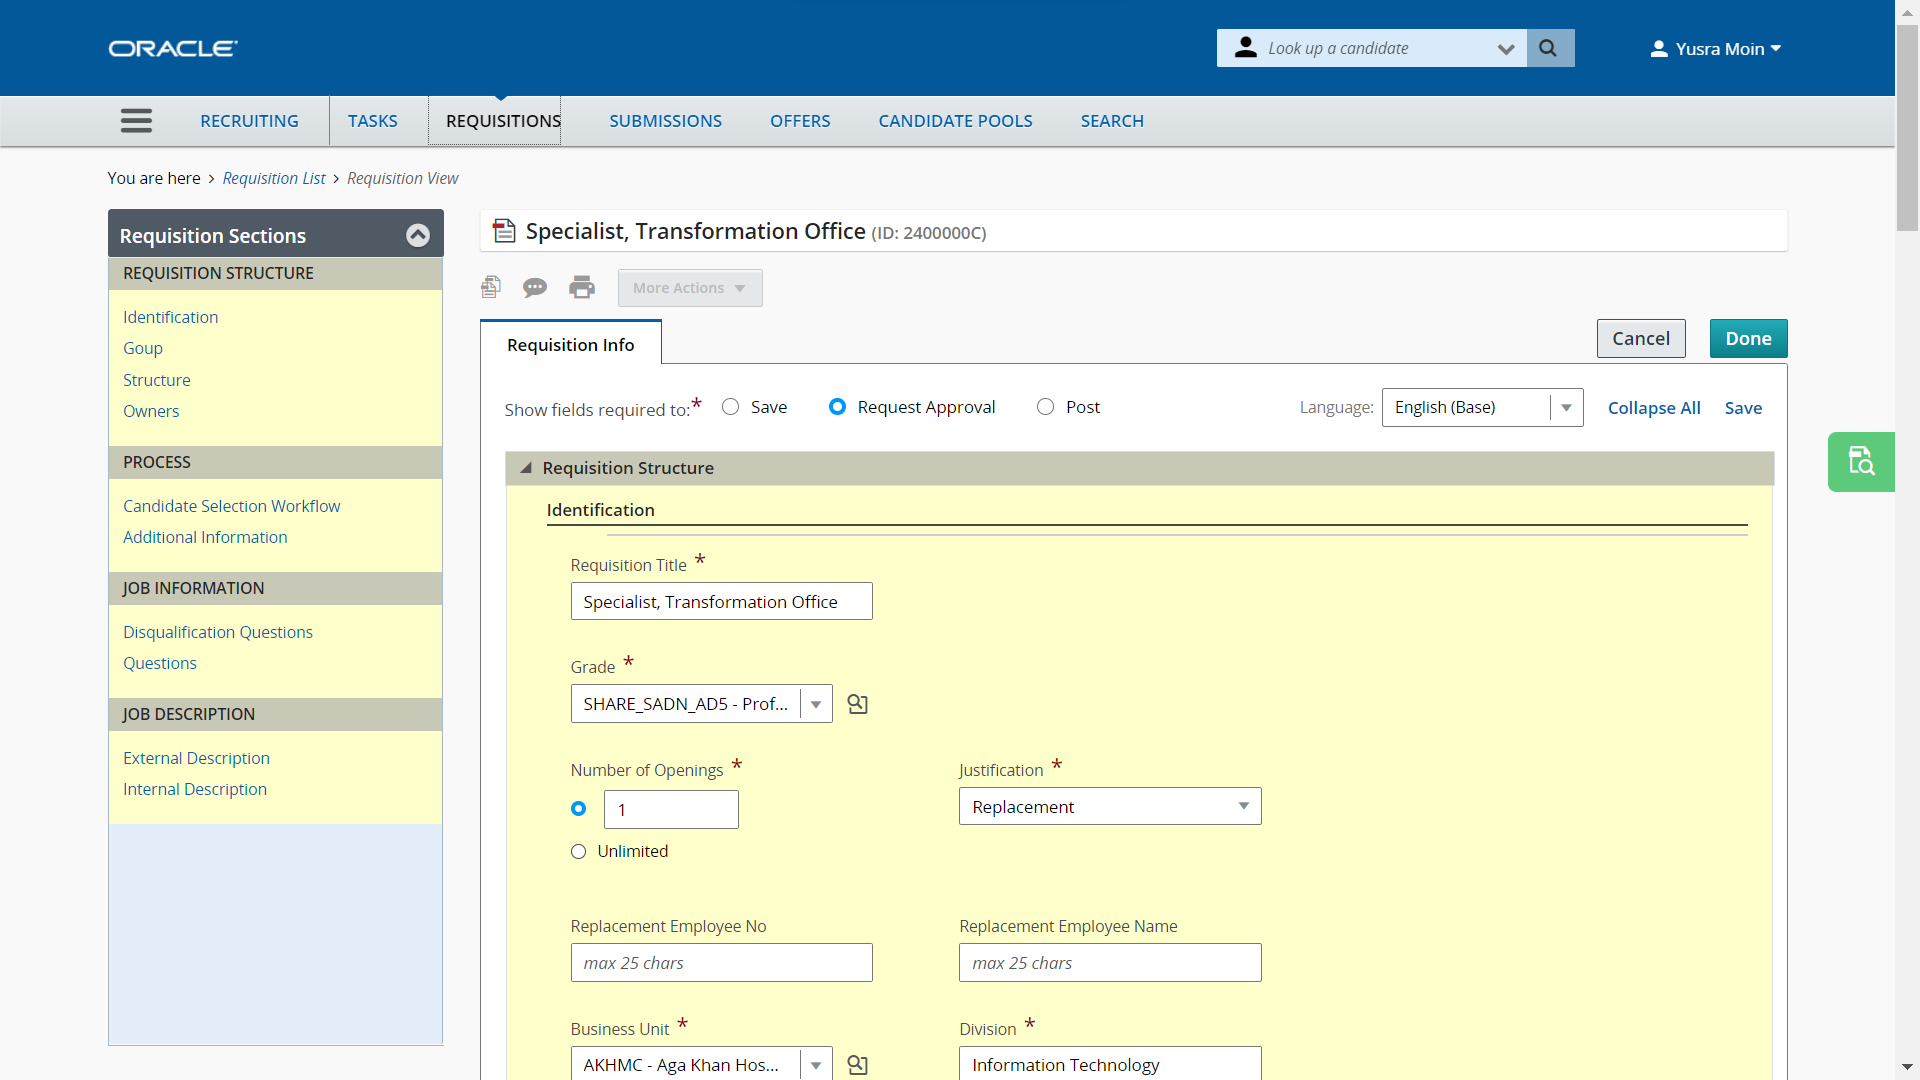 ORACLE
Look up a candidate
Yusra Moin
RECRUITING TASKS REQUISITIONS SUBMISSIONS OFFERS CANDIDATE POOLS SEARCH
You are here > Requisition List > Requisition View
Requisition Sections
REQUISITION STRUCTURE
Identification
Goup
Structure
Owners
PROCESS
Candidate Selection Workflow
Additional Information
JOB INFORMATION
Disqualification Questions
Questions
JOB DESCRIPTION
External Description
Internal Description
Specialist, Transformation Office (ID: 2400000C)
More Actions
Requisition Info
Cancel Done
Show fields required to:* Save Request Approval Post Language: English (Base) Collapse All Save
Requisition Structure
Identification
Requisition Title *
Specialist, Transformation Office
Grade *
SHARE_SADN_AD5 - Prof...
Number of Openings * Justification *
1 Replacement
Unlimited
Replacement Employee No Replacement Employee Name
max 25 chars max 25 chars
Business Unit * Division *
AKHMC - Aga Khan Hos... Information Technology